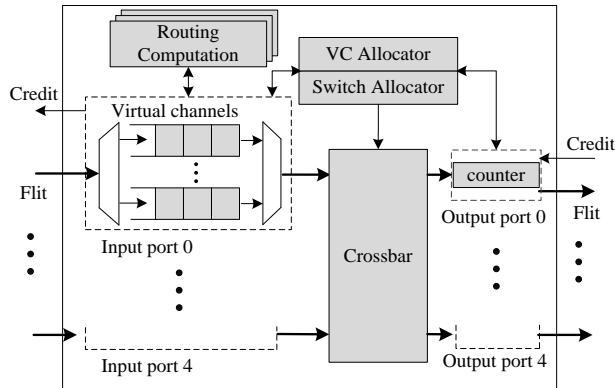 Routing
Computation
VC Allocator
Switch Allocator
Credit
Virtual channels
Credit
Flit
counter
Flit
Output port 0
Input port 0
Crossbar
Input port 4
Output port 4